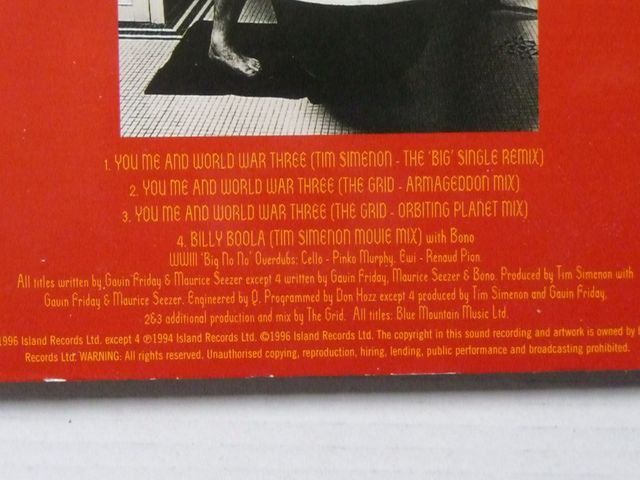 1. YOU ME AND WORLD WAR THREE (TIM SIMENON - THE 'BIG' SINGLE REMIX)
2. YOU ME AND WORLD WAR THREE (THE GRID - ARMAGEDDON MIX)
3. YOU ME AND WORLD WAR THREE (THE GRID - ORBITING PLANET MIX)
4. BILLY BOOLA (TIM SIMENON MOVIE MIX) with Bono
WWIII 'Big No No' Overdubs: Cello - Pinko Murphy, Ewi - Renaud Pion.
All titles written by Gavin Friday & Maurice Seezer except 4 written by Gavin Friday, Maurice Seezer & Bono. Produced by Tim Simenon with
Gavin Friday & Maurice Seezer. Engineered by Q. Programmed by Don Hozz except 4 produced by Tim Simenon and Gavin Friday,
2&3 additional production and mix by The Grid. All titles: Blue Mountain Music Ltd.
1996 Island Records Ltd. except 4 ℗1994 Island Records Ltd. ©1996 Island Records Ltd. The copyright in this sound recording and artwork is owned by
Records Ltd. WARNING: All rights reserved. Unauthorised copying, reproduction, hiring, lending, public performance and broadcasting prohibited.